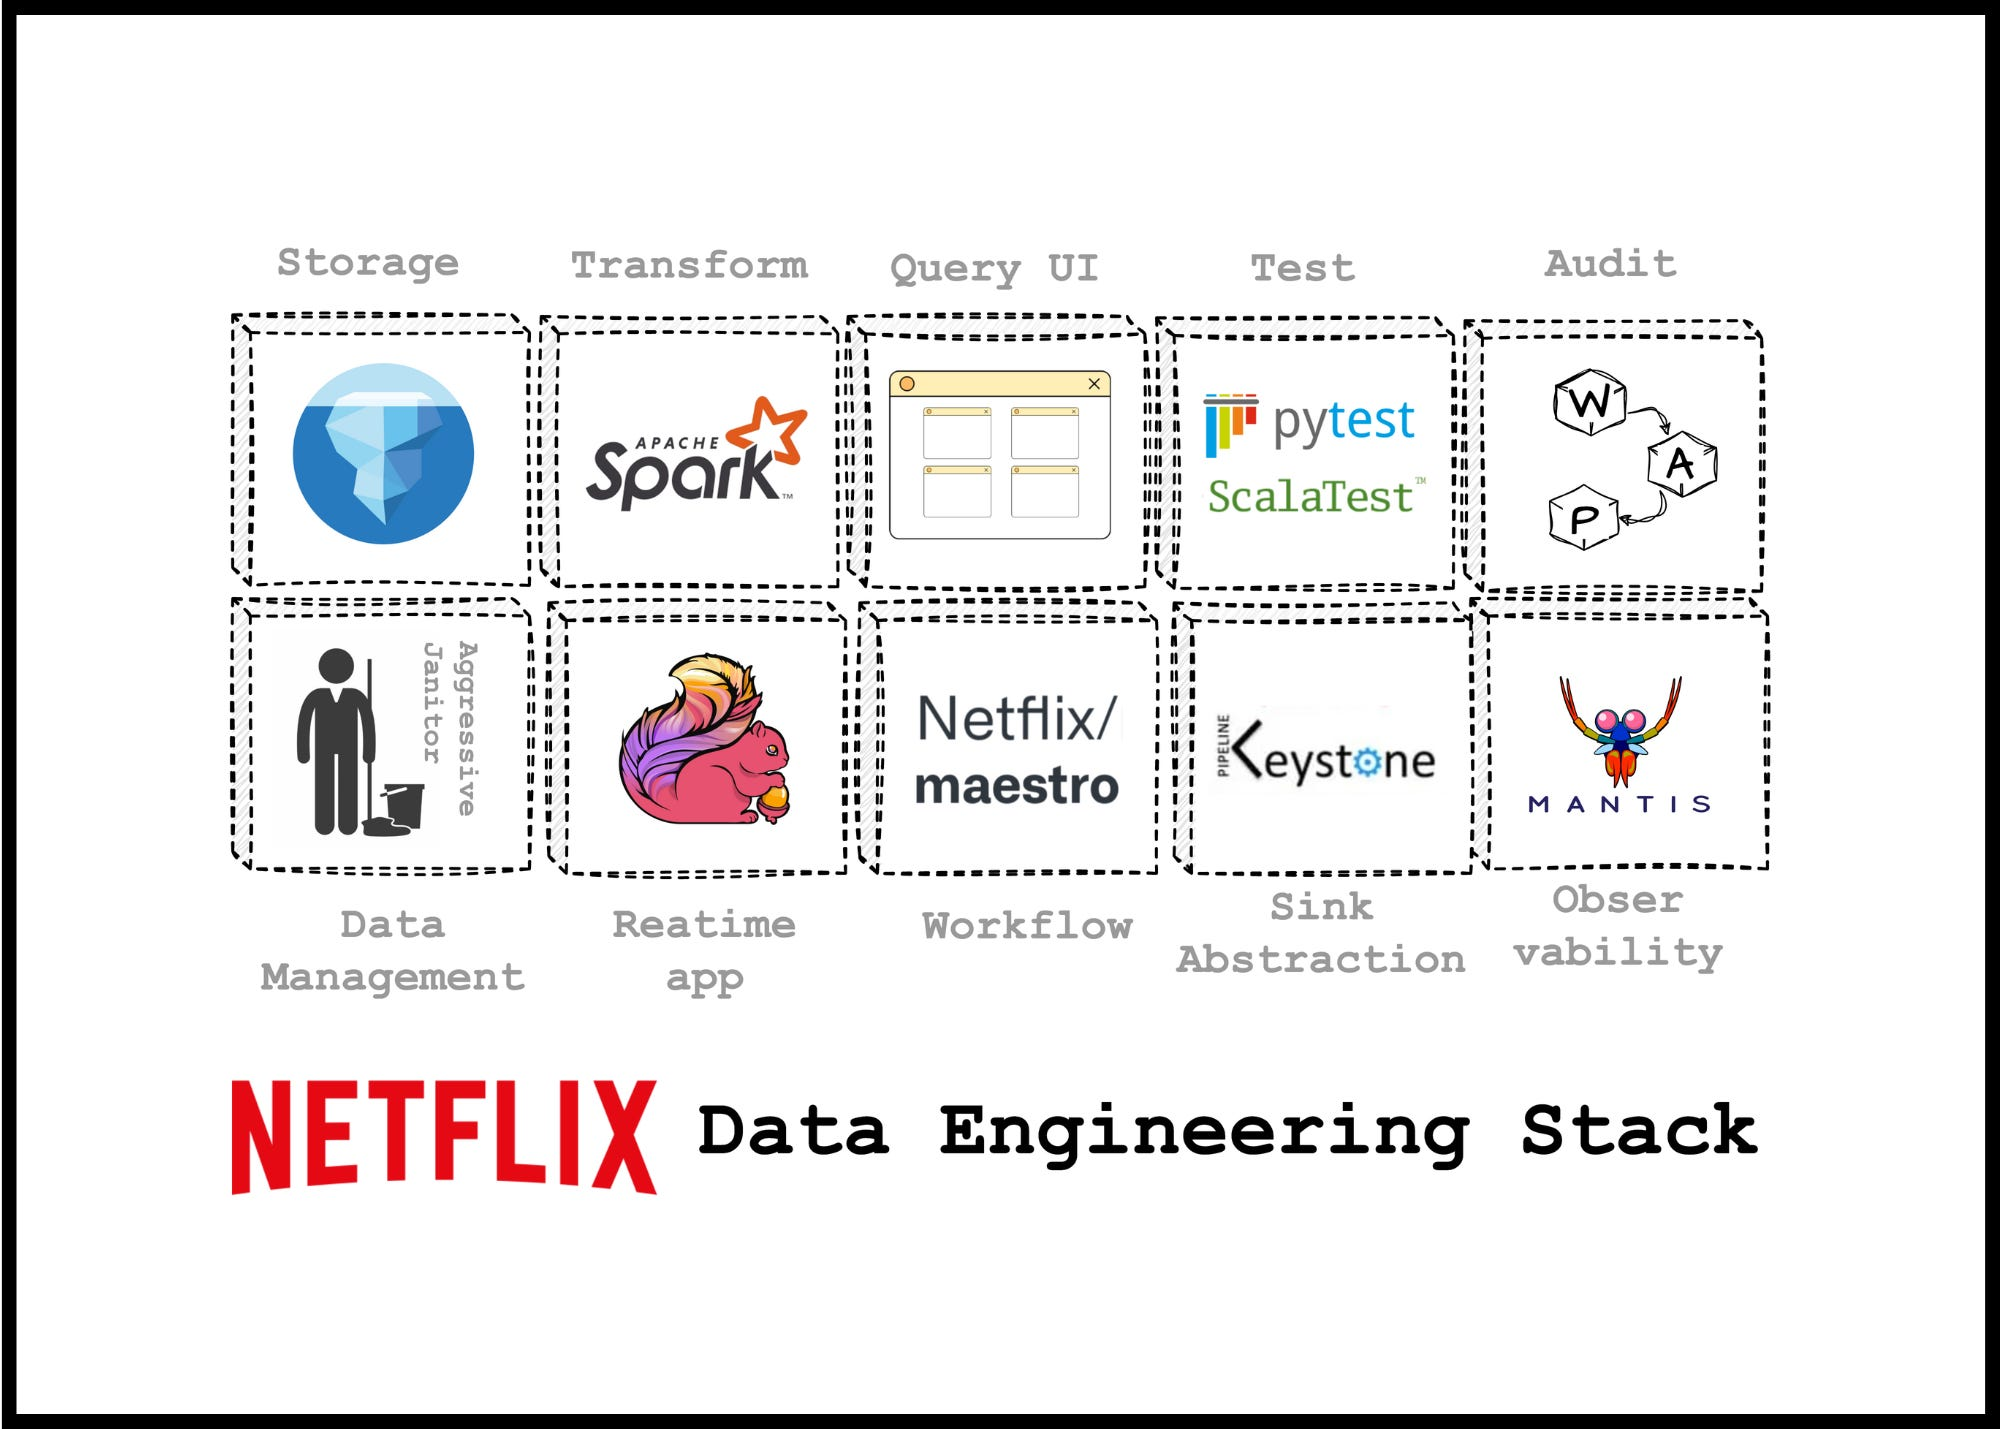 Storage
Transform
Query UI
Test
Audit
APACHE
Spark™
pytest
ScalaTest™
W
A
P
Aggressive
Janitor
Netflix/
maestro
PIPELINE
Keystone
MANTIS
Data
Management
Reatime
app
Workflow
Sink
Abstraction
Obser
vability
NETFLIX Data Engineering Stack